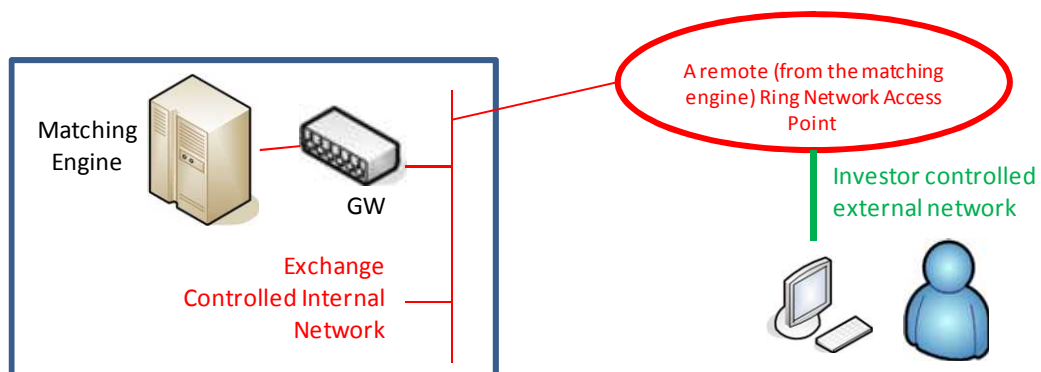 A remote (from the matching
engine) Ring Network Access
Point
Matching
Engine
GW
Investor controlled
external network
Exchange
Controlled Internal
Network